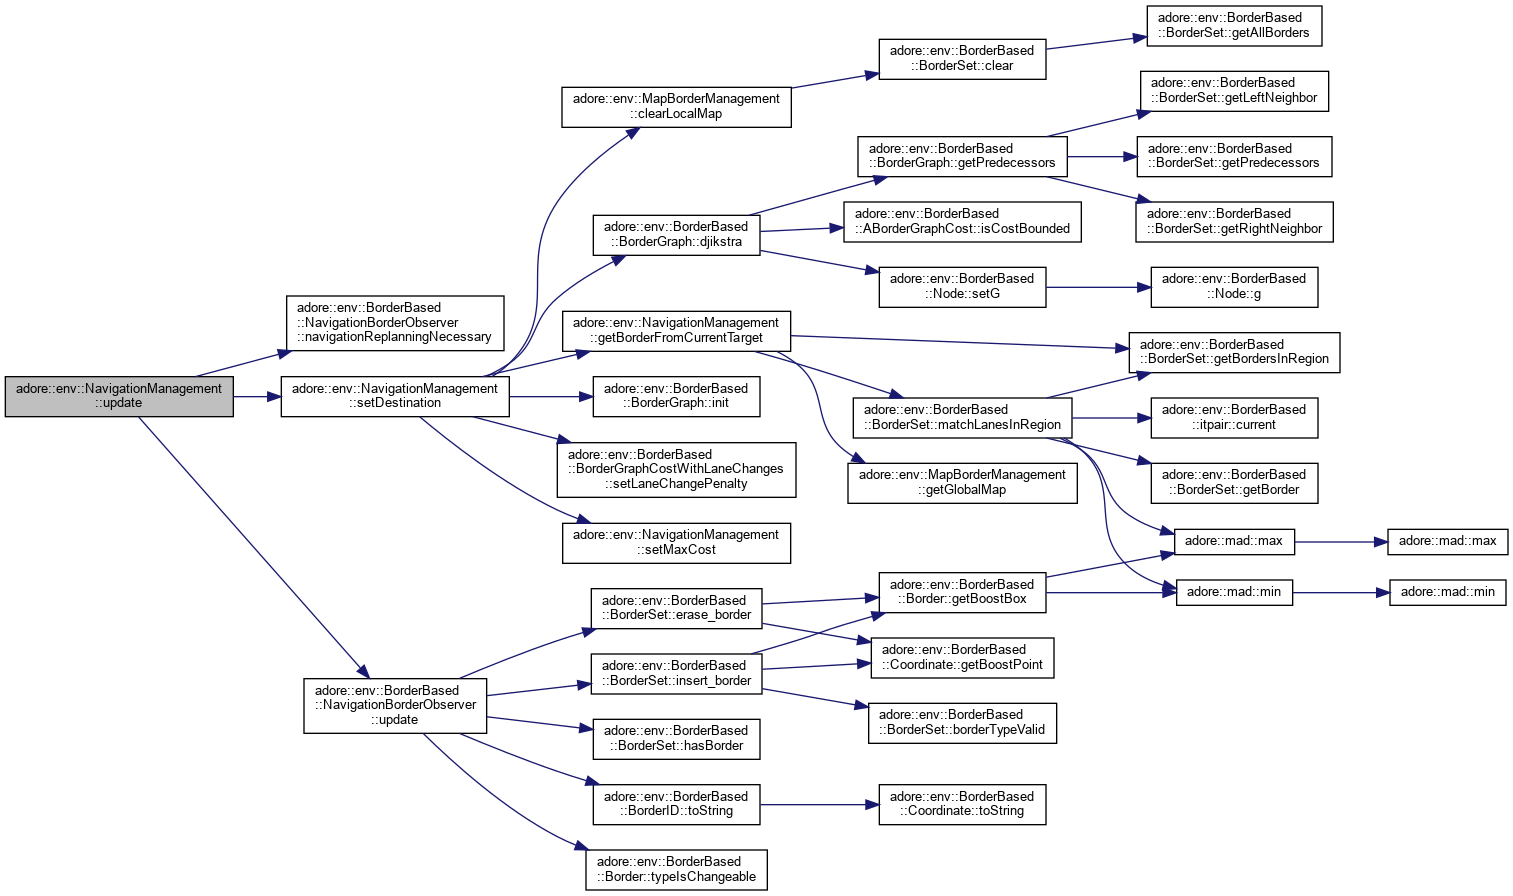 adore::env::NavigationManagement
::update
adore::env::BorderBased
::NavigationBorderObserver
::navigationReplanningNecessary
adore::env::NavigationManagement
::setDestination
adore::env::BorderBased
::NavigationBorderObserver
::update
adore::env::MapBorderManagement
::clearLocalMap
adore::env::BorderBased
::BorderGraph::djikstra
adore::env::NavigationManagement
::getBorderFromCurrentTarget
adore::env::BorderBased
::BorderGraph::init
adore::env::BorderBased
::BorderGraphCostWithLaneChanges
::setLaneChangePenalty
adore::env::NavigationManagement
::setMaxCost
adore::env::BorderBased
::BorderSet::erase_border
adore::env::BorderBased
::BorderSet::insert_border
adore::env::BorderBased
::BorderSet::hasBorder
adore::env::BorderBased
::BorderID::toString
adore::env::BorderBased
::Border::typeIsChangeable
adore::env::BorderBased
::BorderSet::clear
adore::env::BorderBased
::BorderGraph::getPredecessors
adore::env::BorderBased
::ABorderGraphCost::isCostBounded
adore::env::BorderBased
::Node::setG
adore::env::BorderBased
::BorderSet::matchLanesInRegion
adore::env::MapBorderManagement
::getGlobalMap
adore::env::BorderBased
::Border::getBoostBox
adore::env::BorderBased
::Coordinate::getBoostPoint
adore::env::BorderBased
::BorderSet::borderTypeValid
adore::env::BorderBased
::Coordinate::toString
adore::env::BorderBased
::BorderSet::getAllBorders
adore::env::BorderBased
::BorderSet::getLeftNeighbor
adore::env::BorderBased
::BorderSet::getPredecessors
adore::env::BorderBased
::BorderSet::getRightNeighbor
adore::env::BorderBased
::Node::g
adore::env::BorderBased
::BorderSet::getBordersInRegion
adore::env::BorderBased
::itpair::current
adore::env::BorderBased
::BorderSet::getBorder
adore::mad::max
adore::mad::min
adore::mad::max
adore::mad::min